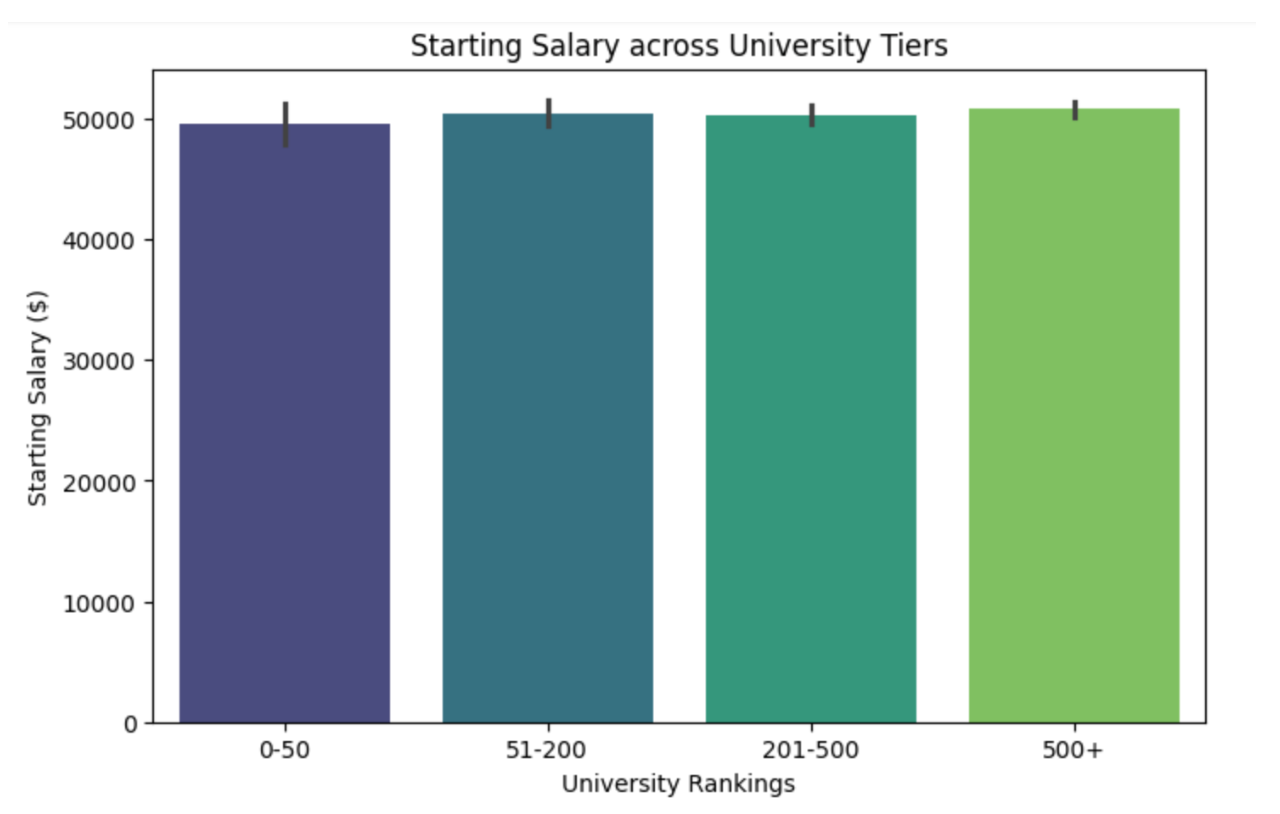 Starting Salary across University Tiers
Starting Salary ($)
50000
40000
30000
20000
10000
0
0-50 51-200 201-500 500+
University Rankings